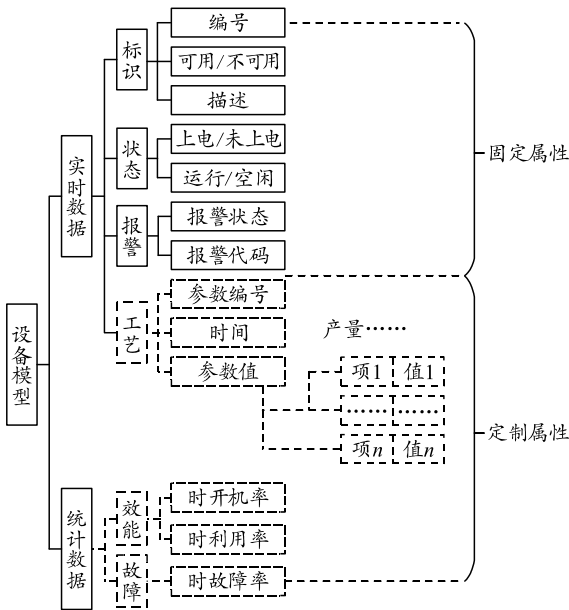 设备模型
实时数据
标识
编号
可用/不可用
描述
状态
上电/未上电
运行/空闲
报警
报警状态
报警代码
工艺
参数编号
时间
参数值
产量……
项1 值1
…… ……
项n 值n
统计数据
效能
时开机率
时利用率
故障
时故障率
固定属性
定制属性